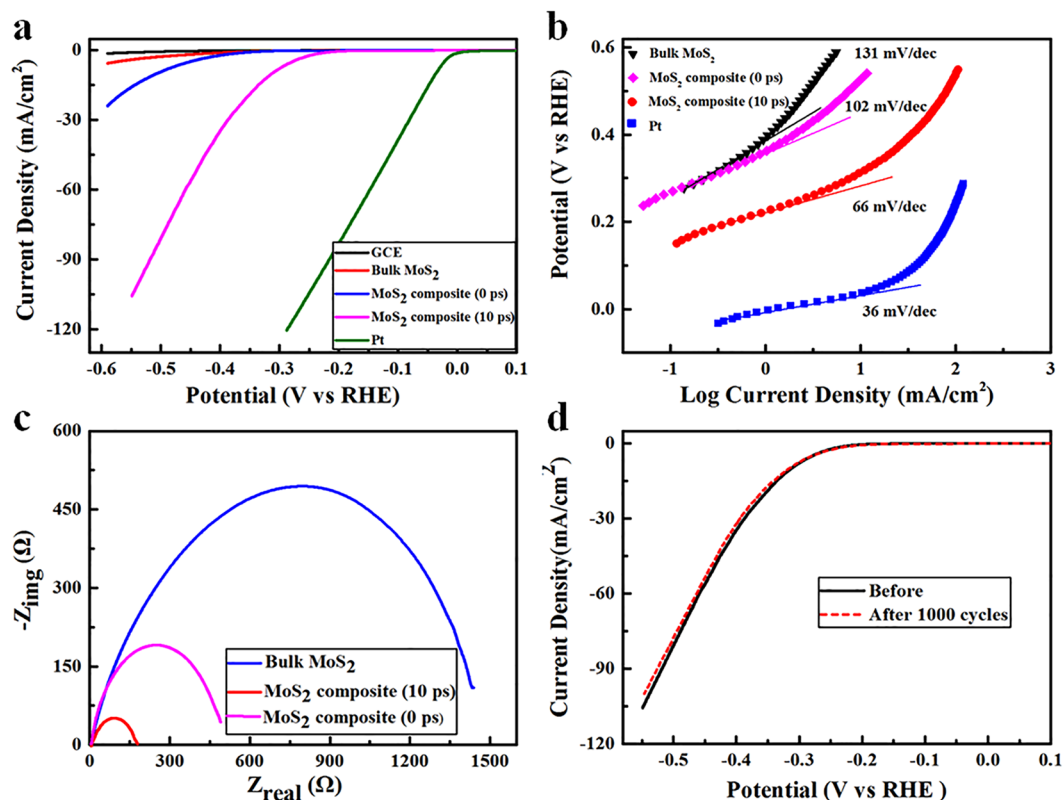 a
0
-30
-60
-90
-120
Current Density (mA/cm²)
GCE
Bulk MoS₂
MoS₂ composite (0 ps)
MoS₂ composite (10 ps)
Pt
-0.6 -0.5 -0.4 -0.3 -0.2 -0.1 0.0 0.1
Potential (V vs RHE)
b
0.6
0.4
0.2
0.0
Potential (V vs RHE)
Bulk MoS₂
MoS₂ composite (0 ps)
MoS₂ composite (10 ps)
Pt
131 mV/dec
102 mV/dec
66 mV/dec
36 mV/dec
-1 0 1 2 3
Log Current Density (mA/cm²)
c
600
450
300
150
0
-Zimg (Ω)
Bulk MoS₂
MoS₂ composite (10 ps)
MoS₂ composite (0 ps)
0 300 600 900 1200 1500
Zreal (Ω)
d
0
-30
-60
-90
-120
Current Density(mA/cm²)
Before
After 1000 cycles
-0.5 -0.4 -0.3 -0.2 -0.1 0.0 0.1
Potential (V vs RHE )